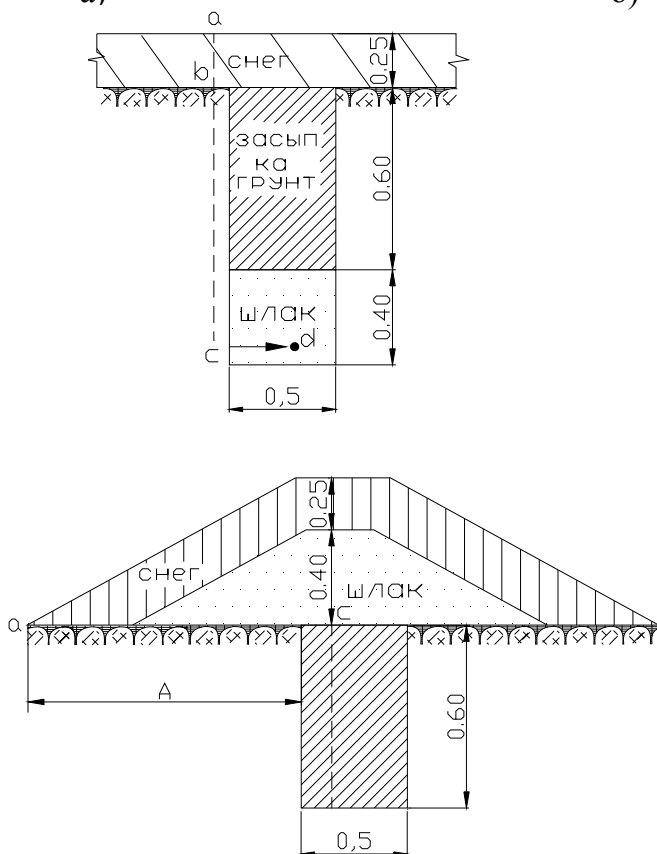 а,
б)
a
снег
b
0.25
засып
ка
грунт
0.60
шлак
d
c
0.40
0,5
0.25
снег
0.40
шлак
a
c
A
0.60
0,5